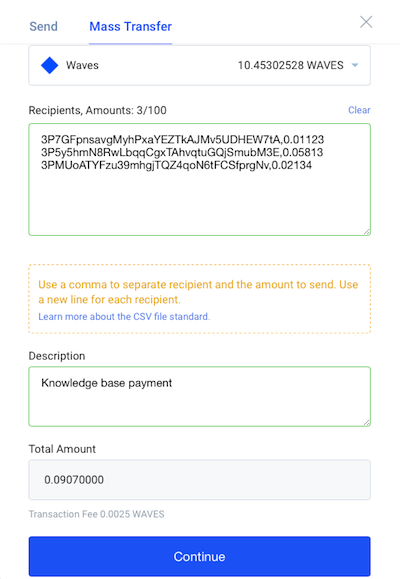 Send Mass Transfer
Waves 10.45302528 WAVES
Recipients, Amounts: 3/100 Clear
3P7GFpnsavgMyhPxaYEZTkAJMv5UDHEW7tA,0.01123
3P5y5hmN8RwLbqqCgxTAhvqtuGQjSmubM3E,0.05813
3PMUoATYFzu39mhgjTQZ4qoN6tFCSfprgNv,0.02134
Use a comma to separate recipient and the amount to send. Use
a new line for each recipient.
Learn more about the CSV file standard.
Description
Knowledge base payment
Total Amount
0.09070000
Transaction Fee 0.0025 WAVES
Continue